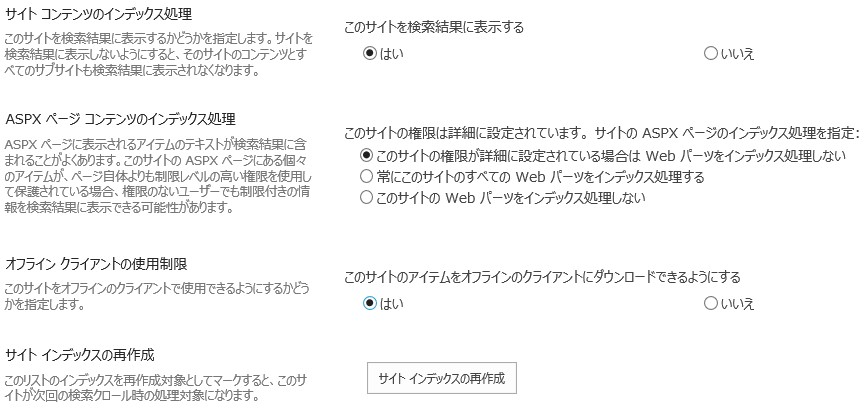 サイト コンテンツのインデックス処理
このサイトを検索結果に表示するかどうかを指定します。サイトを
検索結果に表示しないようにすると、そのサイトのコンテンツとす
べてのサブサイトも検索結果に表示されなくなります。
このサイトを検索結果に表示する
はい
いいえ
ASPX ページ コンテンツのインデックス処理
ASPX ページに表示されるアイテムのテキストが検索結果に含
まれることがよくあります。このサイトの ASPX ページにある個々
のアイテムが、ページ自体よりも制限レベルの高い権限を使用し
て保護されている場合、権限のないユーザーでも制限付きの情
報を検索結果に表示できる可能性があります。
このサイトの権限は詳細に設定されています。サイトの ASPX ページのインデックス処理を指定:
このサイトの権限が詳細に設定されている場合は Web パーツをインデックス処理しない
常にこのサイトのすべての Web パーツをインデックス処理する
このサイトの Web パーツをインデックス処理しない
オフライン クライアントの使用制限
このサイトをオフラインのクライアントで使用できるようにするかどう
かを指定します。
このサイトのアイテムをオフラインのクライアントにダウンロードできるようにする
はい
いいえ
サイト インデックスの再作成
このリストのインデックスを再作成対象としてマークすると、このサ
イトが次回の検索クロール時の処理対象になります。
サイト インデックスの再作成